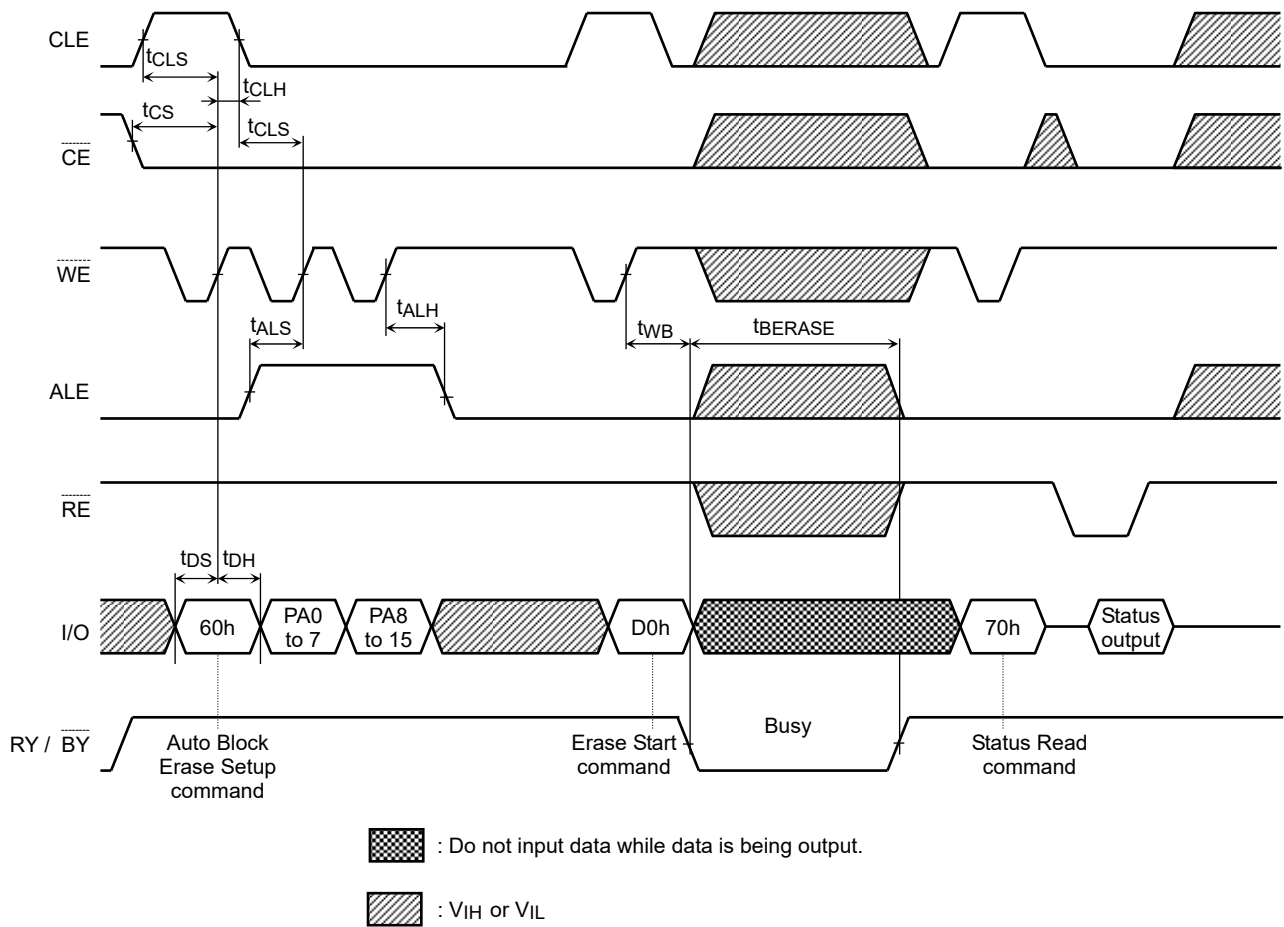 CLE
tCLS
tCLH
tCS
tCLS
CE
WE
tALH
tALS
tWB
tBERASE
ALE
RE
tDS
tDH
I/O
60h
PA0
to 7
PA8
to 15
D0h
70h
Status
output
RY / BY
Busy
Auto Block
Erase Setup
command
Erase Start
command
Status Read
command
: Do not input data while data is being output.
: VIH or VIL